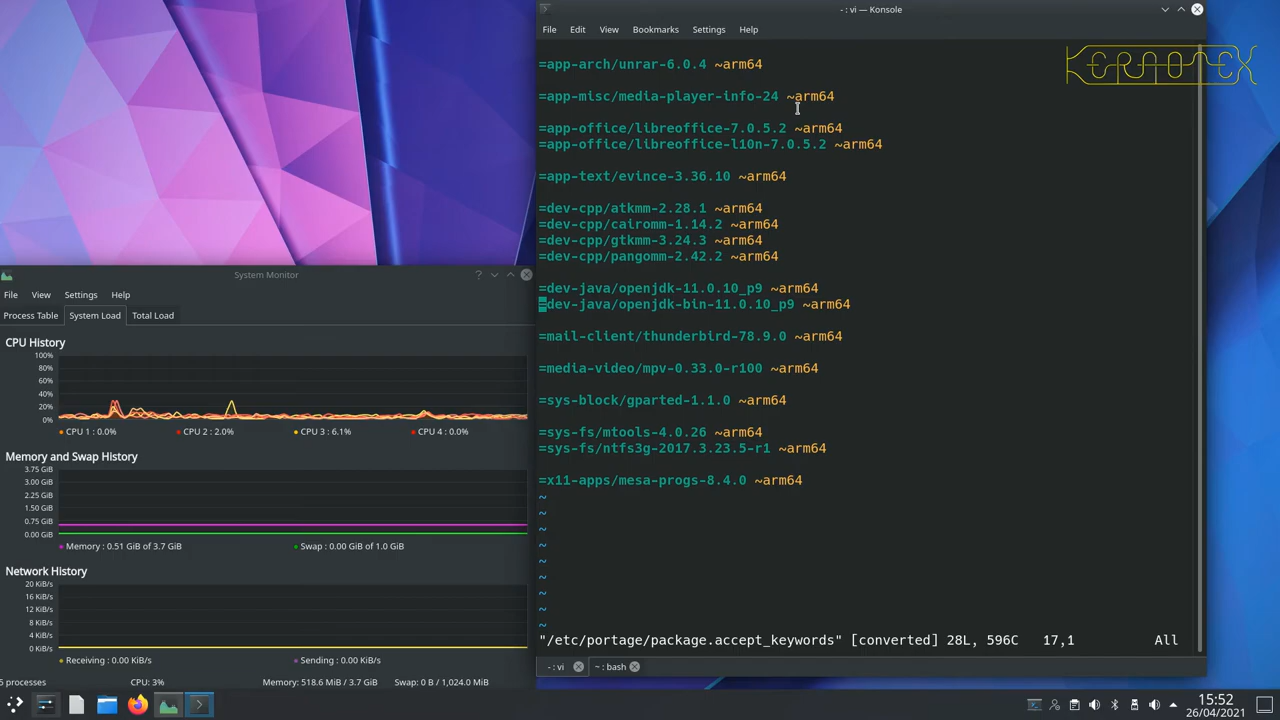 - : vi — Konsole
File Edit View Bookmarks Settings Help
=app-arch/unrar-6.0.4 ~arm64
=app-misc/media-player-info-24 ~arm64
=app-office/libreoffice-7.0.5.2 ~arm64
=app-office/libreoffice-l10n-7.0.5.2 ~arm64
=app-text/evince-3.36.10 ~arm64
=dev-cpp/atkmm-2.28.1 ~arm64
=dev-cpp/cairomm-1.14.2 ~arm64
=dev-cpp/gtkmm-3.24.3 ~arm64
=dev-cpp/pangomm-2.42.2 ~arm64
=dev-java/openjdk-11.0.10_p9 ~arm64
=dev-java/openjdk-bin-11.0.10_p9 ~arm64
=mail-client/thunderbird-78.9.0 ~arm64
=media-video/mpv-0.33.0-r100 ~arm64
=sys-block/gparted-1.1.0 ~arm64
=sys-fs/mtools-4.0.26 ~arm64
=sys-fs/ntfs3g-2017.3.23.5-r1 ~arm64
=x11-apps/mesa-progs-8.4.0 ~arm64
~
~
~
~
~
~
~
~
~
"/etc/portage/package.accept_keywords" [converted] 28L, 596C 17,1 All
- : vi
~ : bash
System Monitor
File View Settings Help
Process Table System Load Total Load
CPU History
100%
80%
60%
40%
20%
0%
CPU 1 : 0.0% CPU 2 : 2.0% CPU 3 : 6.1% CPU 4 : 0.0%
Memory and Swap History
3.75 GiB
3.00 GiB
2.25 GiB
1.50 GiB
0.75 GiB
0.00 GiB
Memory : 0.51 GiB of 3.7 GiB Swap : 0.00 GiB of 1.0 GiB
Network History
20 KiB/s
16 KiB/s
12 KiB/s
8 KiB/s
4 KiB/s
0 KiB/s
Receiving : 0.00 KiB/s Sending : 0.00 KiB/s
5 processes CPU: 3% Memory: 518.6 MiB / 3.7 GiB Swap: 0 B / 1,024.0 MiB
15:52
26/04/2021